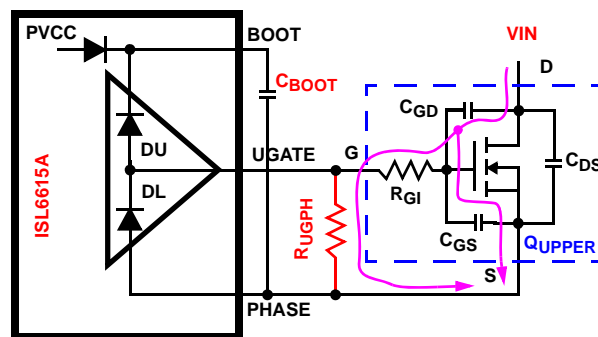 PVCC
BOOT
VIN
D
CBOOT
CGD
DU
UGATE
G
CDS
ISL6615A
DL
RGI
RUGPH
CGS
QUPPER
S
PHASE